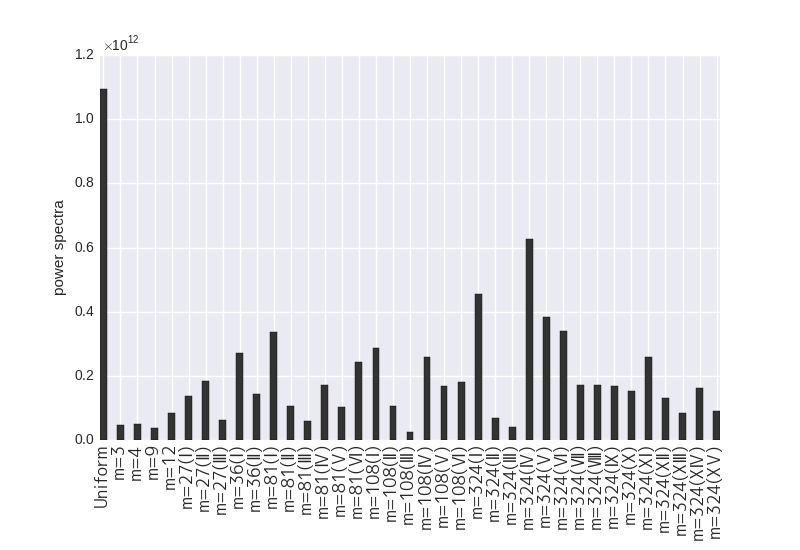 ×10¹²
1.2
1.0
0.8
0.6
0.4
0.2
0.0
power spectra
Uniform
m=3
m=4
m=9
m=12
m=27(Ⅰ)
m=27(Ⅱ)
m=27(Ⅲ)
m=36(Ⅰ)
m=36(Ⅱ)
m=81(Ⅰ)
m=81(Ⅱ)
m=81(Ⅲ)
m=81(Ⅳ)
m=81(Ⅴ)
m=81(Ⅵ)
m=108(Ⅰ)
m=108(Ⅱ)
m=108(Ⅲ)
m=108(Ⅳ)
m=108(Ⅴ)
m=108(Ⅵ)
m=324(Ⅰ)
m=324(Ⅱ)
m=324(Ⅲ)
m=324(Ⅳ)
m=324(Ⅴ)
m=324(Ⅵ)
m=324(Ⅶ)
m=324(Ⅷ)
m=324(Ⅸ)
m=324(Ⅹ)
m=324(Ⅺ)
m=324(Ⅻ)
m=324(XⅢ)
m=324(XⅣ)
m=324(XⅤ)